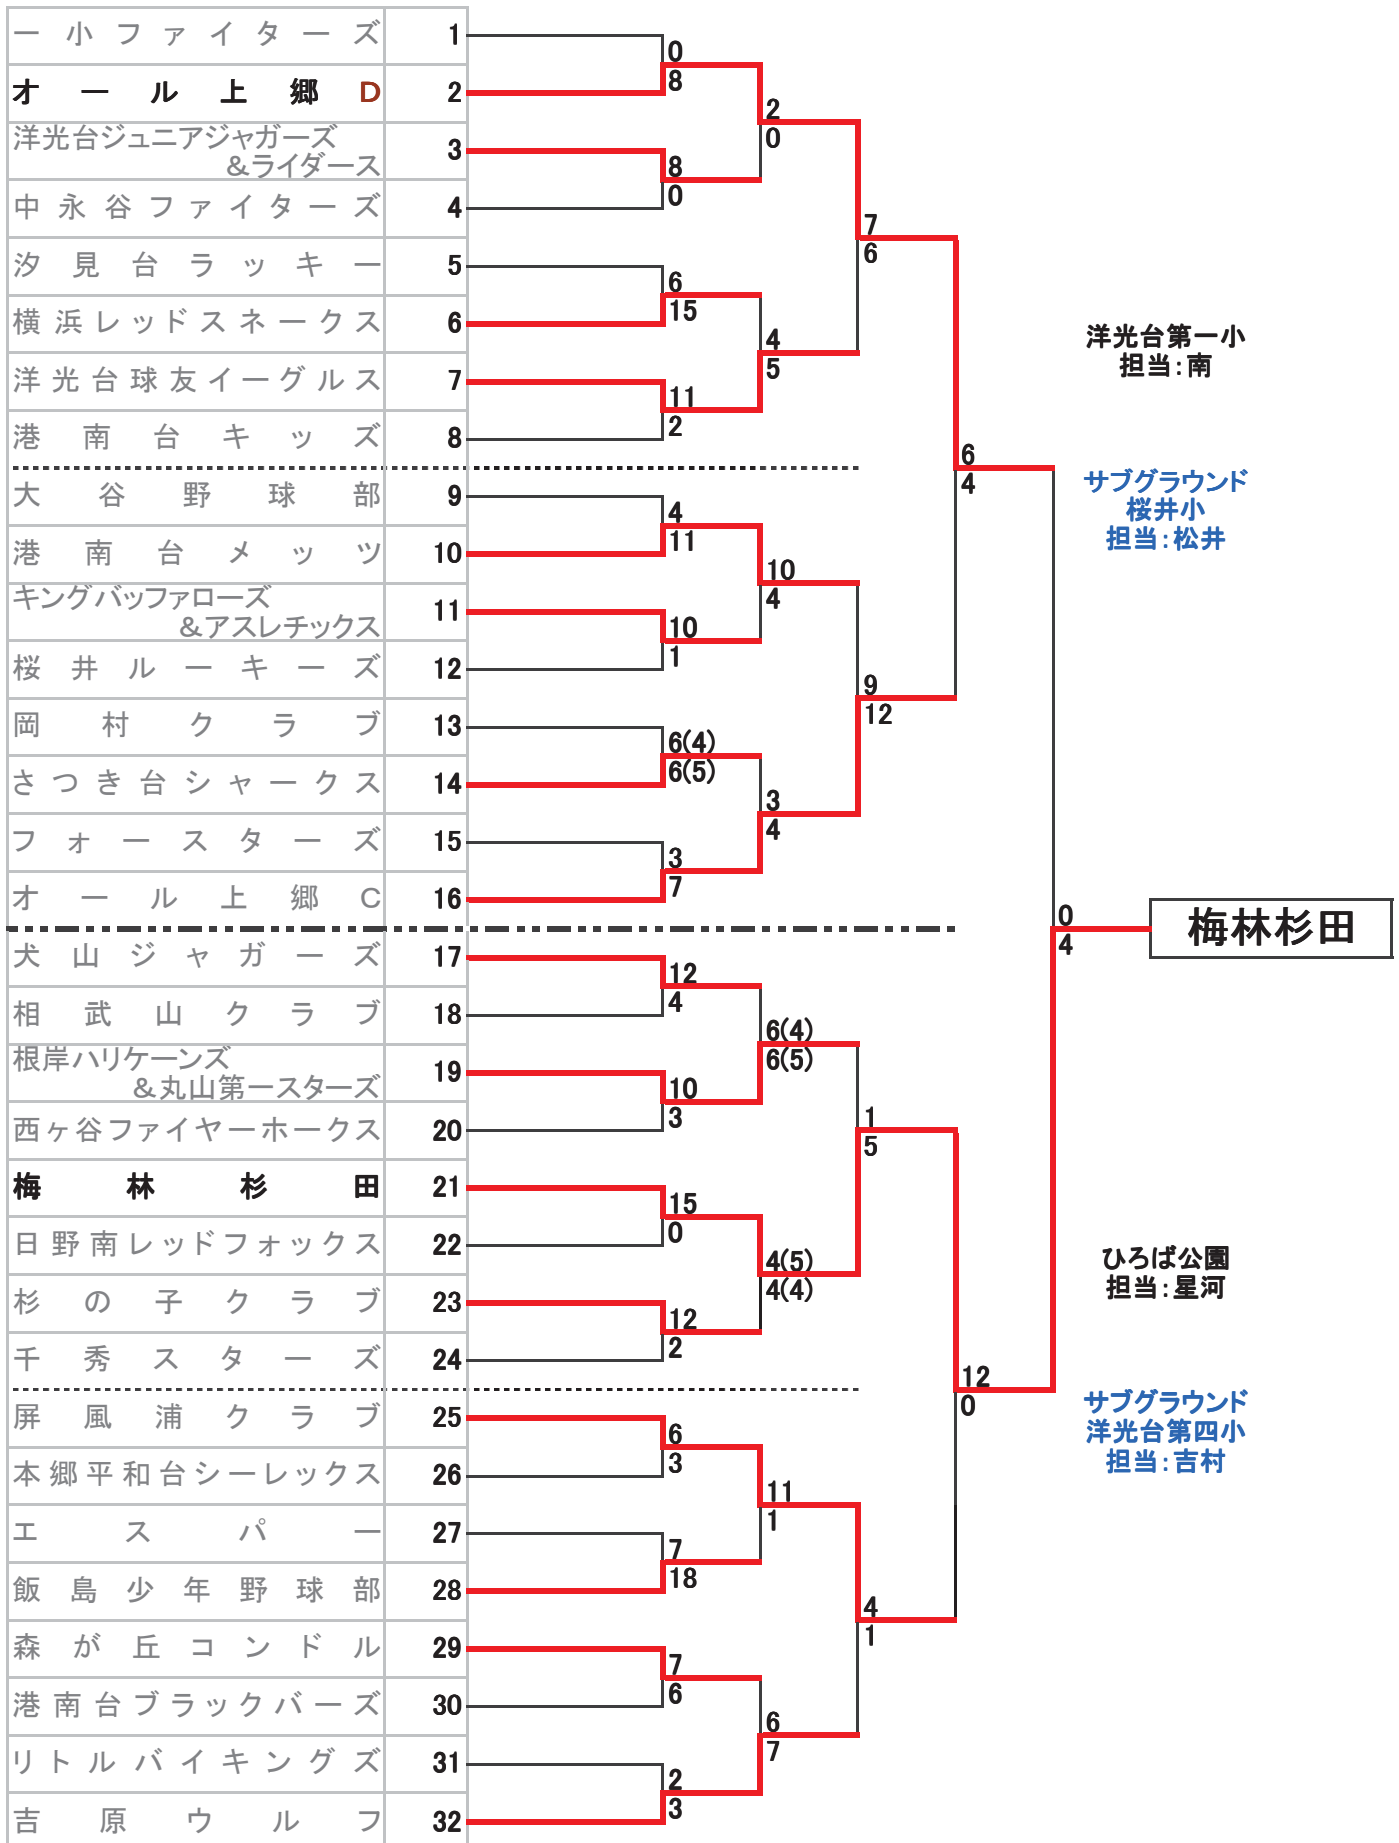 一小ファイターズ 1
オール上郷D 2
洋光台ジュニアジャガーズ
&ライダース 3
中永谷ファイターズ 4
汐見台ラッキー 5
横浜レッドスネークス 6
洋光台球友イーグルス 7
港南台キッズ 8
大谷野球部 9
港南台メッツ 10
キングバッファローズ
&アスレチックス 11
桜井ルーキーズ 12
岡村クラブ 13
さつき台シャークス 14
フォースターズ 15
オール上郷C 16
犬山ジャガーズ 17
相武山クラブ 18
根岸ハリケーンズ
&丸山第一スターズ 19
西ヶ谷ファイヤーホークス 20
梅林杉田 21
日野南レッドフォックス 22
杉の子クラブ 23
千秀スターズ 24
屏風浦クラブ 25
本郷平和台シーレックス 26
エスパー 27
飯島少年野球部 28
森が丘コンドル 29
港南台ブラックバーズ 30
リトルバイキングズ 31
吉原ウルフ 32
0
8
8
0
6
15
11
2
4
11
10
1
6(4)
6(5)
3
7
12
4
10
3
15
0
12
2
6
3
7
18
7
6
2
3
2
0
4
5
10
4
3
4
6(4)
6(5)
4(5)
4(4)
11
1
6
7
7
6
9
12
1
5
4
1
6
4
12
0
0
4
洋光台第一小
担当:南
サブグラウンド
桜井小
担当:松井
梅林杉田
ひろば公園
担当:星河
サブグラウンド
洋光台第四小
担当:吉村